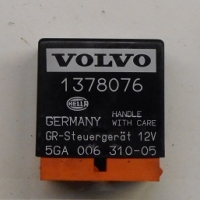 VOLVO
1378076
HELLA
GERMANY HANDLE WITH CARE
GR-Steuergerät 12V
5GA 006 310-05